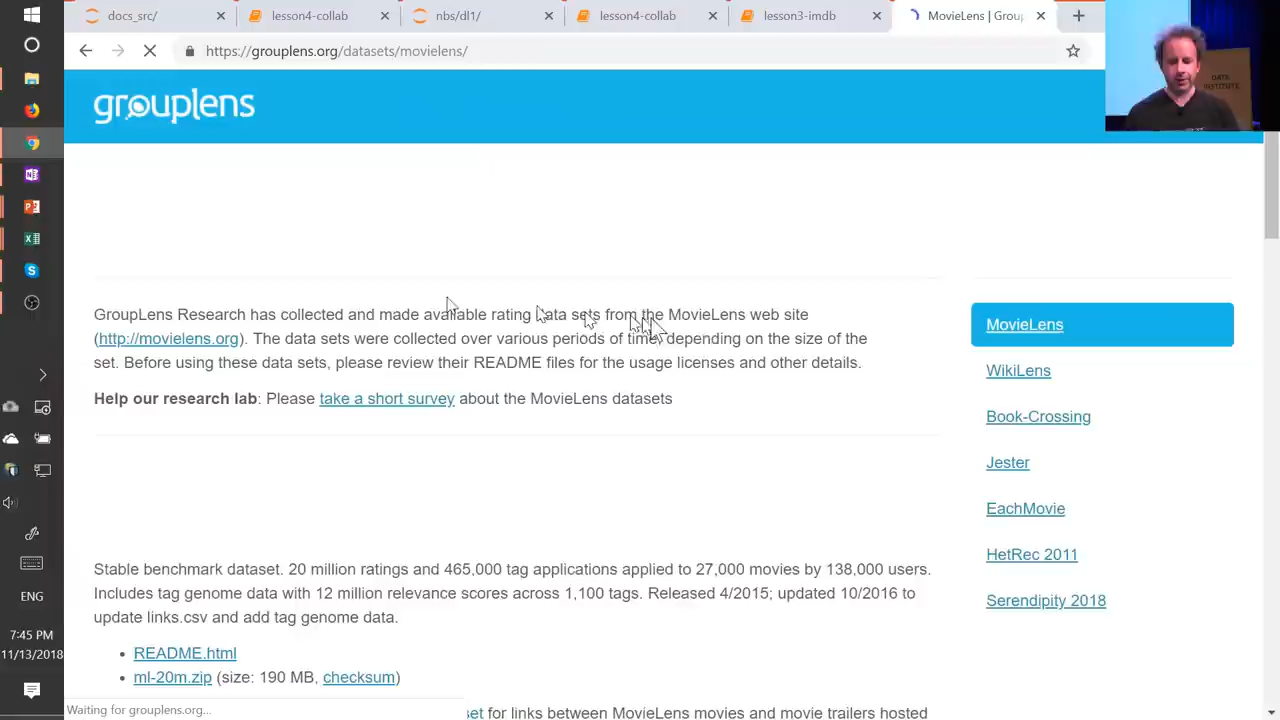 docs_src/
lesson4-collab
nbs/dl1/
lesson4-collab
lesson3-imdb
MovieLens | Grou
https://grouplens.org/datasets/movielens/
grouplens
DATA
INSTITUTE
GroupLens Research has collected and made available rating data sets from the MovieLens web site
(http://movielens.org). The data sets were collected over various periods of time, depending on the size of the
set. Before using these data sets, please review their README files for the usage licenses and other details.
Help our research lab: Please take a short survey about the MovieLens datasets
MovieLens
WikiLens
Book-Crossing
Jester
EachMovie
HetRec 2011
Serendipity 2018
Stable benchmark dataset. 20 million ratings and 465,000 tag applications applied to 27,000 movies by 138,000 users.
Includes tag genome data with 12 million relevance scores across 1,100 tags. Released 4/2015; updated 10/2016 to
update links.csv and add tag genome data.
• README.html
• ml-20m.zip (size: 190 MB, checksum)
set for links between MovieLens movies and movie trailers hosted
Waiting for grouplens.org...
ENG
7:45 PM
11/13/2018